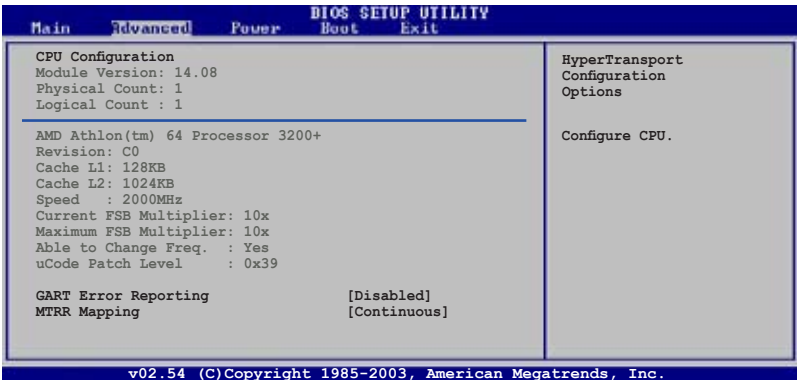 BIOS SETUP UTILITY
Main Advanced Power Boot Exit
CPU Configuration
Module Version: 14.08
Physical Count: 1
Logical Count : 1
AMD Athlon(tm) 64 Processor 3200+
Revision: C0
Cache L1: 128KB
Cache L2: 1024KB
Speed : 2000MHz
Current FSB Multiplier: 10x
Maximum FSB Multiplier: 10x
Able to Change Freq. : Yes
uCode Patch Level : 0x39
GART Error Reporting [Disabled]
MTRR Mapping [Continuous]
HyperTransport
Configuration
Options
Configure CPU.
v02.54 (C)Copyright 1985-2003, American Megatrends, Inc.